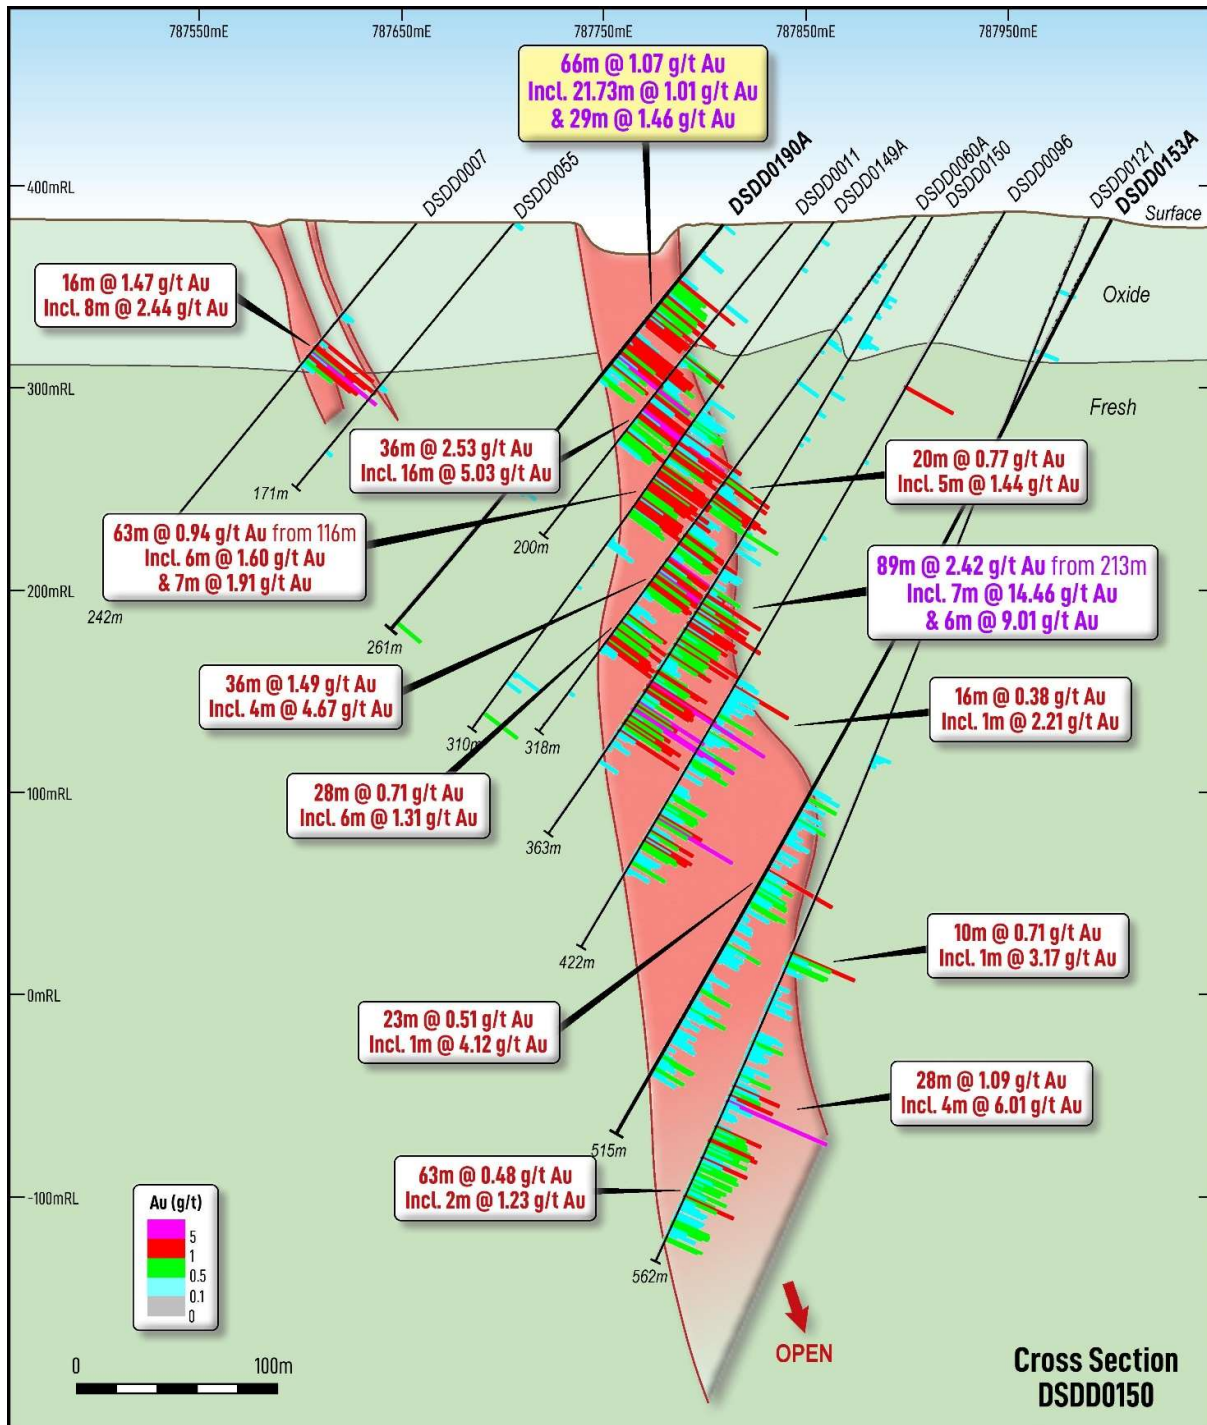 787550mE
787650mE
787750mE
787850mE
787950mE
66m @ 1.07 g/t Au
Incl. 21.73m @ 1.01 g/t Au
& 29m @ 1.46 g/t Au
DSDD0007
DSDD0055
DSDD0190A
DSDD0011
DSDD0149A
DSDD0060A
DSDD0150
DSDD0096
DSDD0121
DSDD0153A
400mRL
Surface
16m @ 1.47 g/t Au
Incl. 8m @ 2.44 g/t Au
Oxide
300mRL
Fresh
36m @ 2.53 g/t Au
Incl. 16m @ 5.03 g/t Au
20m @ 0.77 g/t Au
Incl. 5m @ 1.44 g/t Au
171m
63m @ 0.94 g/t Au from 116m
Incl. 6m @ 1.60 g/t Au
& 7m @ 1.91 g/t Au
200m
89m @ 2.42 g/t Au from 213m
Incl. 7m @ 14.46 g/t Au
& 6m @ 9.01 g/t Au
200mRL
242m
261m
36m @ 1.49 g/t Au
Incl. 4m @ 4.67 g/t Au
16m @ 0.38 g/t Au
Incl. 1m @ 2.21 g/t Au
310m
318m
28m @ 0.71 g/t Au
Incl. 6m @ 1.31 g/t Au
100mRL
363m
10m @ 0.71 g/t Au
Incl. 1m @ 3.17 g/t Au
422m
0mRL
23m @ 0.51 g/t Au
Incl. 1m @ 4.12 g/t Au
28m @ 1.09 g/t Au
Incl. 4m @ 6.01 g/t Au
515m
63m @ 0.48 g/t Au
Incl. 2m @ 1.23 g/t Au
-100mRL
Au (g/t)
5
1
0.5
0.1
0
562m
OPEN
0
100m
Cross Section
DSDD0150